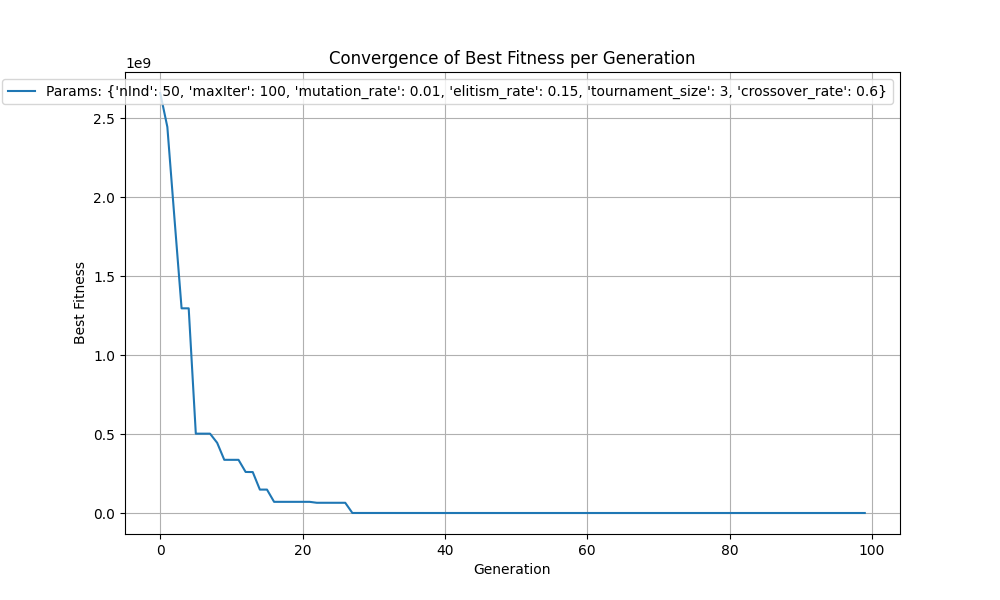 Convergence of Best Fitness per Generation
1e9
Params: {'nInd': 50, 'maxIter': 100, 'mutation_rate': 0.01, 'elitism_rate': 0.15, 'tournament_size': 3, 'crossover_rate': 0.6}
2.5
2.0
1.5
1.0
0.5
0.0
Best Fitness
0 20 40 60 80 100
Generation